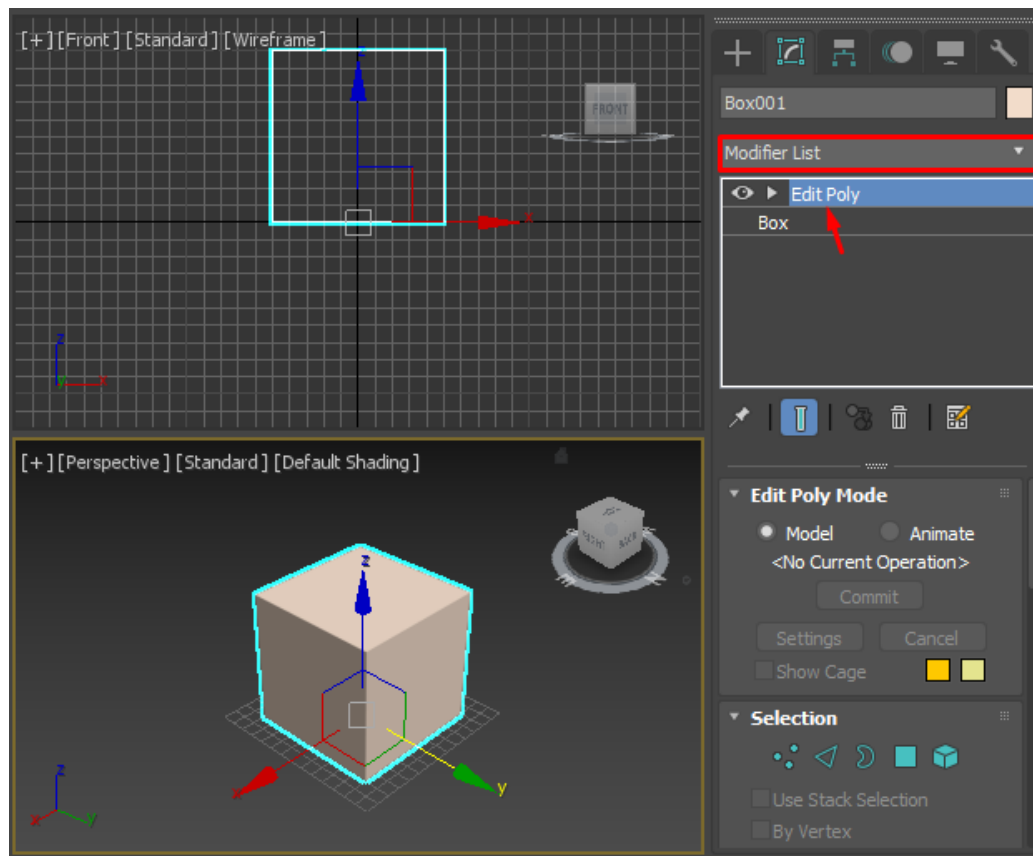 [+][Front][Standard][Wireframe]
z
FRONT
x
z
y x
[+][Perspective][Standard][Default Shading]
BACK
z
x
y
z
x
y
Box001
Modifier List
Edit Poly
Box
Edit Poly Mode
Model Animate
<No Current Operation>
Commit
Settings Cancel
Show Cage
Selection
Use Stack Selection
By Vertex